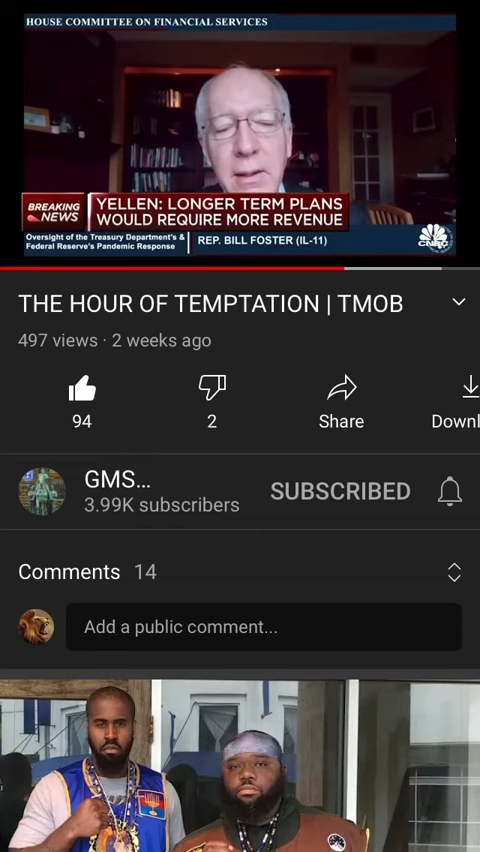 HOUSE COMMITTEE ON FINANCIAL SERVICES
BREAKING
NEWS
YELLEN: LONGER TERM PLANS
WOULD REQUIRE MORE REVENUE
Oversight of the Treasury Department's &
Federal Reserve's Pandemic Response
REP. BILL FOSTER (IL-11)
CNBC
THE HOUR OF TEMPTATION | TMOB
497 views · 2 weeks ago
94
2
Share
Downl
GMS...
3.99K subscribers
SUBSCRIBED
Comments 14
Add a public comment...